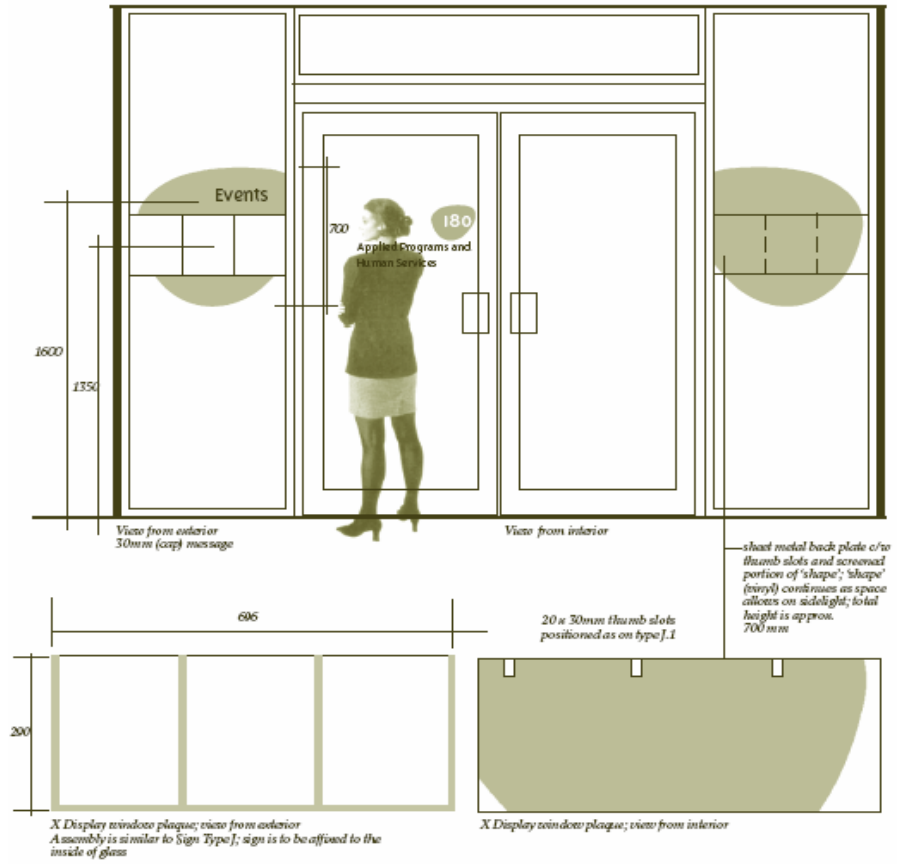 Events
700
180
Applied Programs and
Human Services
1600
1350
View from exterior
30mm (cap) message
View from interior
sheet metal back plate c/w
thumb slots and screened
portion of 'shape'; 'shape'
(vinyl) continues as space
allows on sidelight; total
height is approx.
700 mm
696
20 x 30mm thumb slots
positioned as on type J.1
290
X Display window plaque; view from exterior
Assembly is similar to Sign Type J; sign is to be affixed to the
inside of glass
X Display window plaque; view from interior